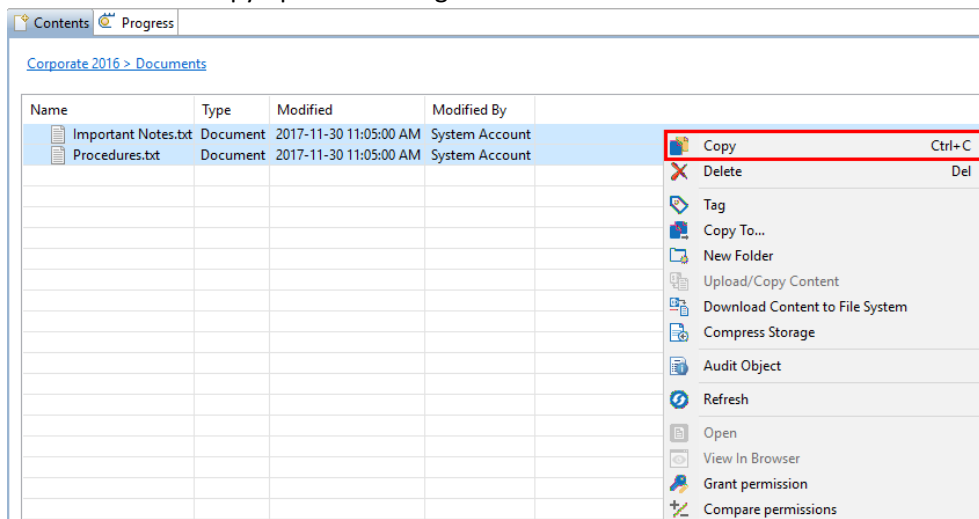 Contents Progress
Corporate 2016 > Documents
Name Type Modified Modified By
Important Notes.txt Document 2017-11-30 11:05:00 AM System Account
Procedures.txt Document 2017-11-30 11:05:00 AM System Account
Copy Ctrl+C
Delete Del
Tag
Copy To...
New Folder
Upload/Copy Content
Download Content to File System
Compress Storage
Audit Object
Refresh
Open
View In Browser
Grant permission
Compare permissions